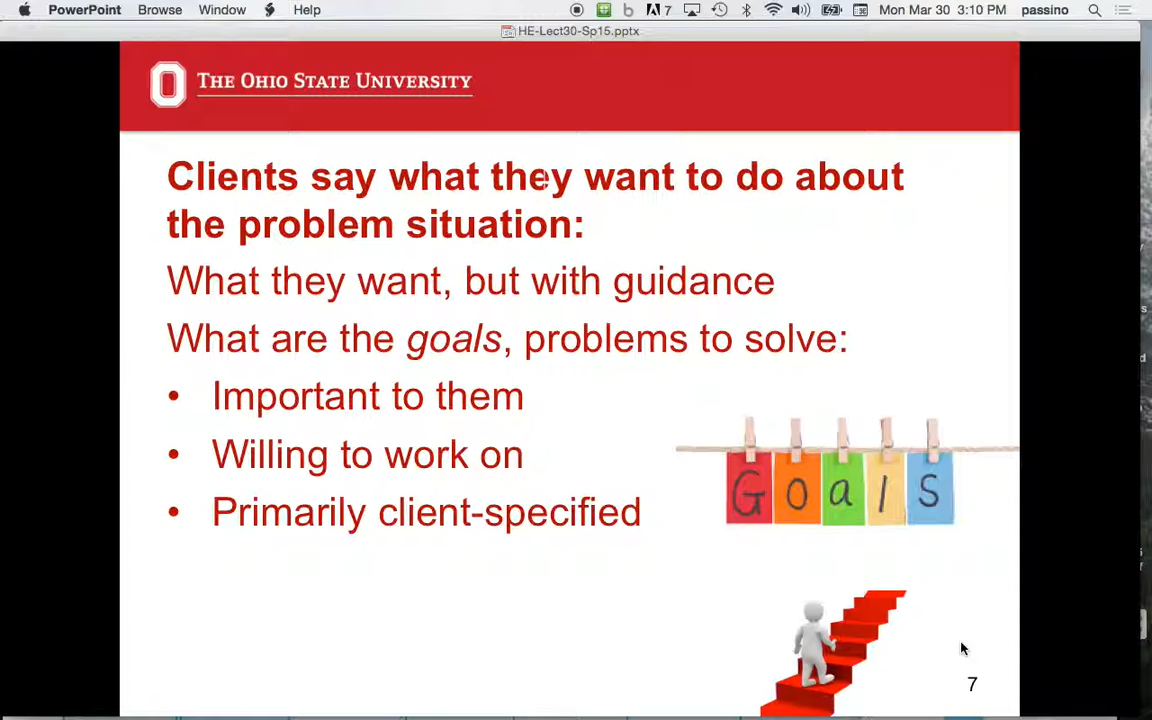 PowerPoint Browse Window Help 7 Mon Mar 30 3:10 PM passino
HE-Lect30-Sp15.pptx
THE OHIO STATE UNIVERSITY
Clients say what they want to do about
the problem situation:
What they want, but with guidance
What are the goals, problems to solve:
• Important to them
• Willing to work on
• Primarily client-specified
Goals
7